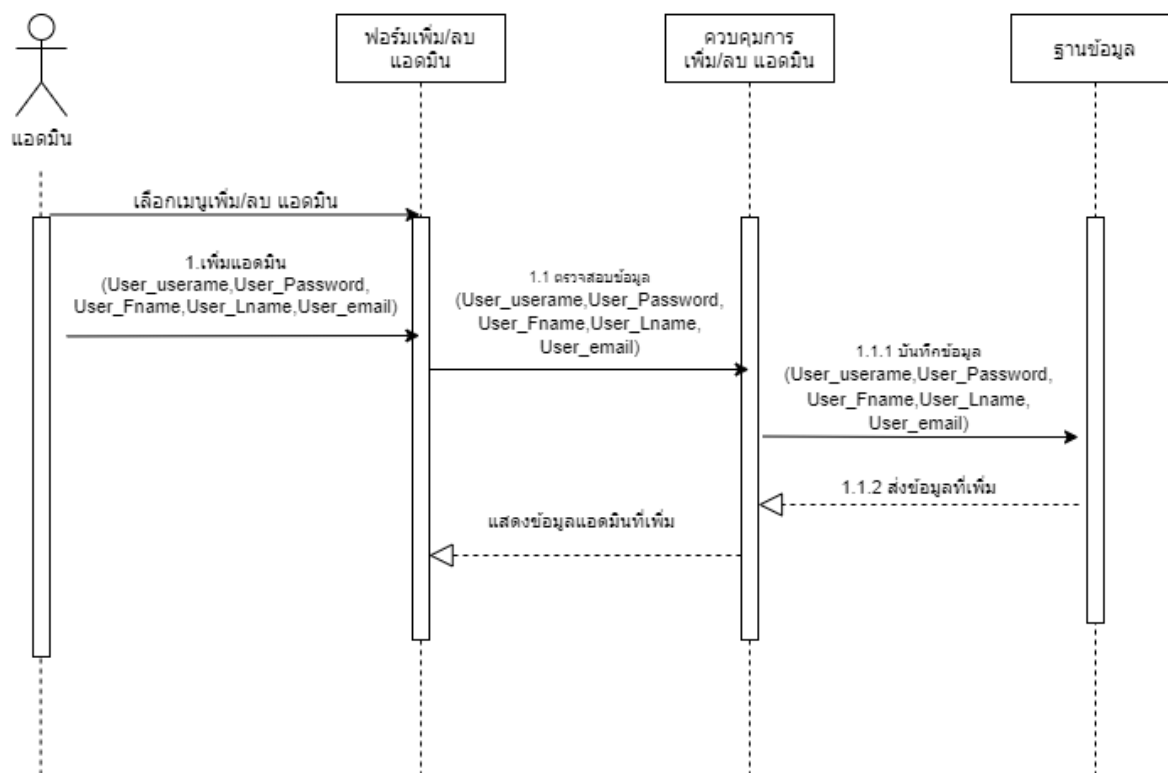 ฟอร์มเพิ่ม/ลบ
แอดมิน
ควบคุมการ
เพิ่ม/ลบ แอดมิน
ฐานข้อมูล
แอดมิน
เลือกเมนูเพิ่ม/ลบ แอดมิน
1.เพิ่มแอดมิน
(User_userame,User_Password,
User_Fname,User_Lname,User_email)
1.1 ตรวจสอบข้อมูล
(User_userame,User_Password,
User_Fname,User_Lname,
User_email)
1.1.1 บันทึกข้อมูล
(User_userame,User_Password,
User_Fname,User_Lname,
User_email)
1.1.2 ส่งข้อมูลที่เพิ่ม
แสดงข้อมูลแอดมินที่เพิ่ม